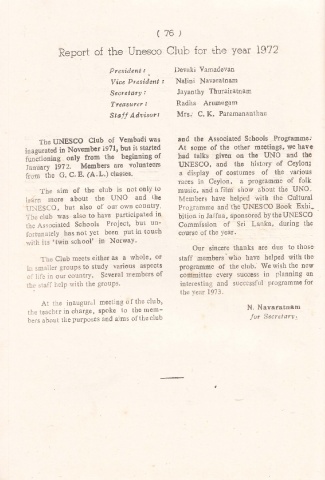 ( 76 )
Report of the Unesco Club for the year 1972
President : Devaki Vamadevan
Vice President : Nalini Navaratnam
Secretary : Jayanthy Thurairatnam
Treasurer : Radha Arumugam
Staff Advisor : Mrs. C. K. Paramananthar
The UNESCO Club of Vembadi was
inagurated in November 1971, but it started
functioning only from the beginning of
January 1972. Members are volunteers
from the G. C. E. (A.L.) classes.
The aim of the club is not only to
learn more about the UNO and the
UNESCO, but also of our own country.
The club was also to have participated in
the Associated Schools Project, but un-
fortunately has not yet been put in touch
with its 'twin school' in Norway.
The Club meets either as a whole, or
in smaller groups to study various aspects
of life in our country. Several members of
the staff help with the groups.
At the inaugural meeting of the club,
the teacher in charge, spoke to the mem-
bers about the purposes and aims of the club
and the Associated Schools Programme.
At some of the other meetings, we have
had talks given on the UNO and the
UNESCO, and the history of Ceylon;
a display of costumes of the various
races in Ceylon, a programme of folk
music, and a film show about the UNO.
Members have helped with the Cultural
Programme and the UNESCO Book Exhi-
bition in Jaffna, sponsored by the UNESCO
Commission of Sri Lanka, during the
course of the year.
Our sincere thanks are due to those
staff members who have helped with the
programme of the club. We wish the new
committee every success in planning an
interesting and successful programme for
the year 1973.
N. Navaratnam
for Secretary.